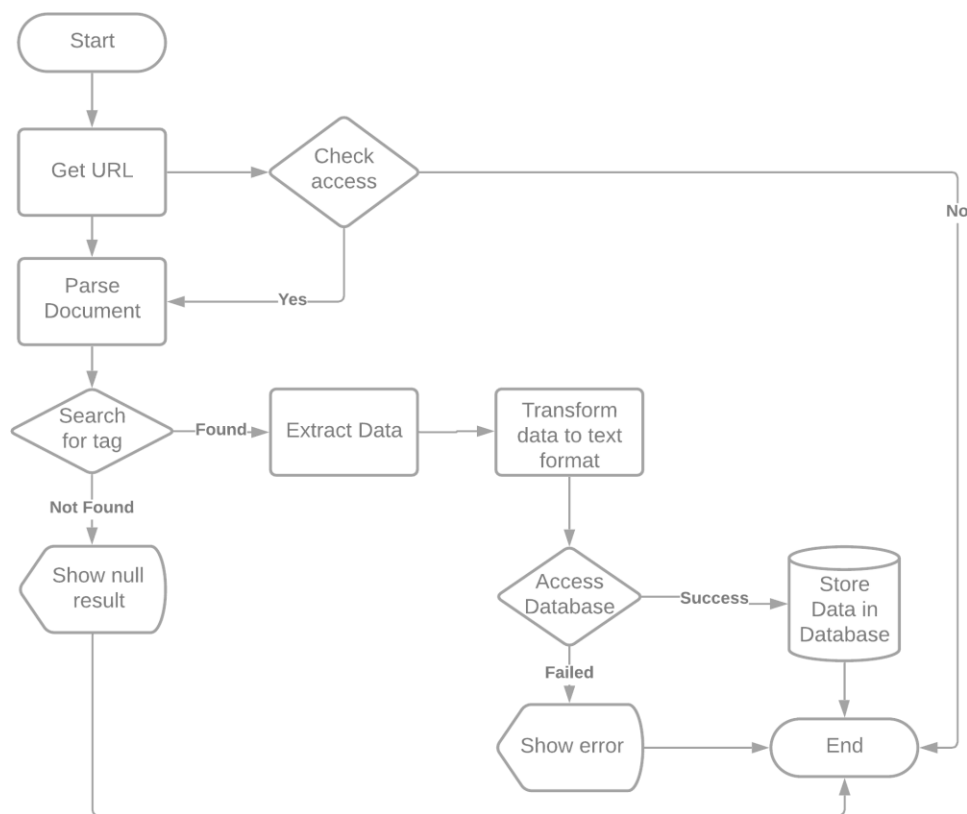 Start
Get URL
Check
access
No
Parse
Document
Yes
Search
for tag
Found
Extract Data
Transform
data to text
format
Not Found
Show null
result
Access
Database
Success
Store
Data in
Database
Failed
Show error
End